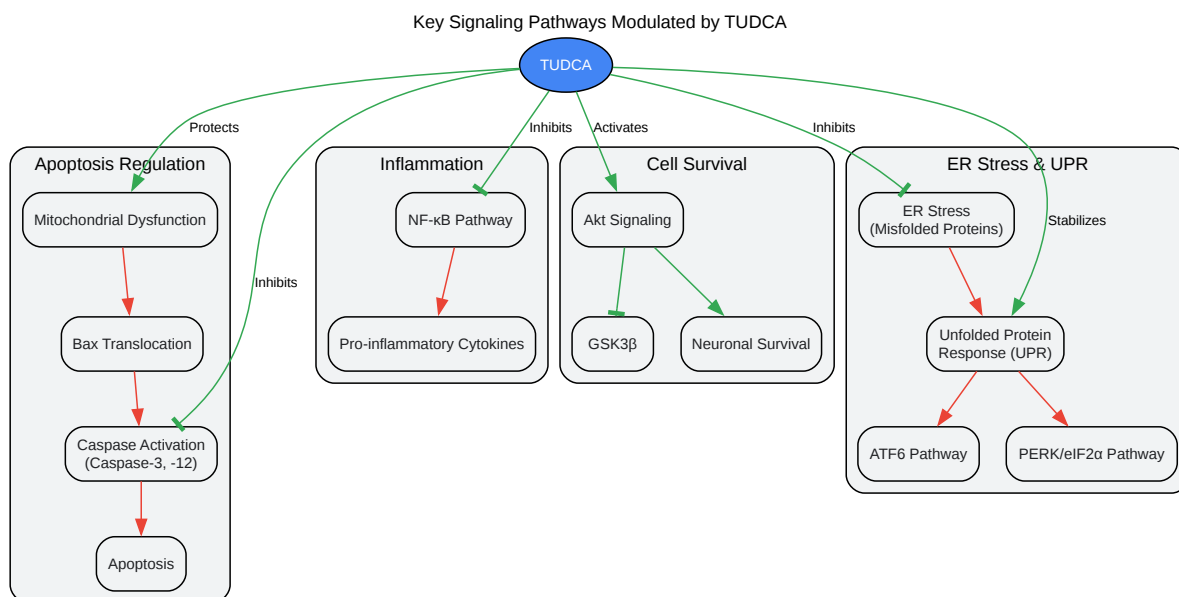 Key Signaling Pathways Modulated by TUDCA
TUDCA
Protects
Inhibits
Activates
Inhibits
Apoptosis Regulation
Inflammation
Cell Survival
ER Stress & UPR
Mitochondrial Dysfunction
NF-κB Pathway
Akt Signaling
ER Stress
(Misfolded Proteins)
Stabilizes
Inhibits
Bax Translocation
Pro-inflammatory Cytokines
GSK3β
Neuronal Survival
Unfolded Protein
Response (UPR)
Caspase Activation
(Caspase-3, -12)
ATF6 Pathway
PERK/eIF2α Pathway
Apoptosis